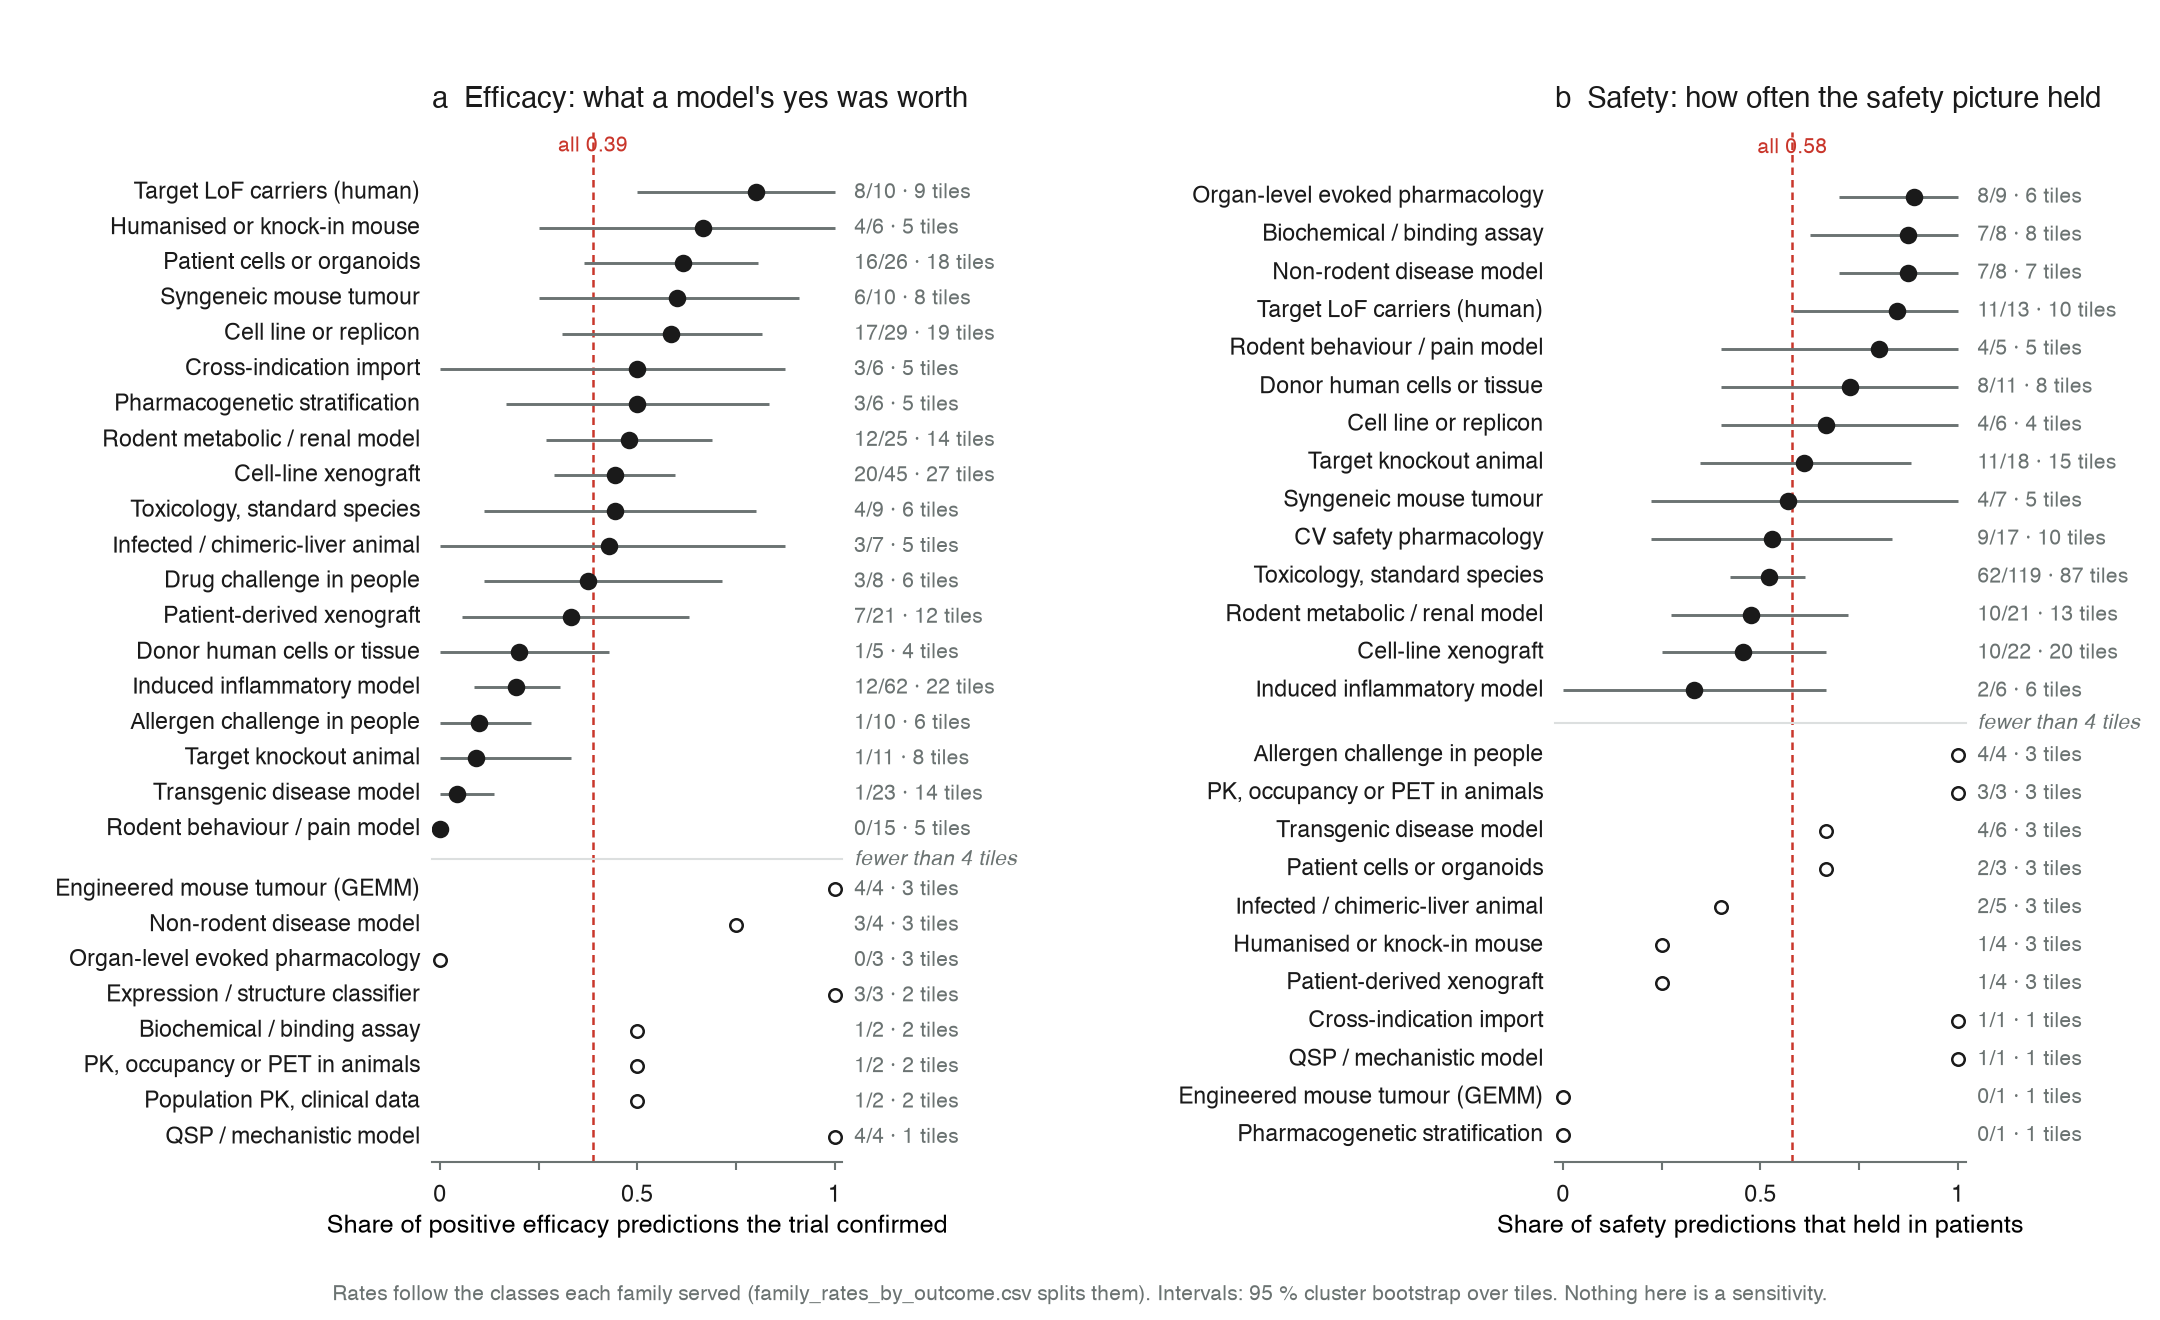 a Efficacy: what a model's yes was worth
all 0.39
Target LoF carriers (human) 8/10 · 9 tiles
Humanised or knock-in mouse 4/6 · 5 tiles
Patient cells or organoids 16/26 · 18 tiles
Syngeneic mouse tumour 6/10 · 8 tiles
Cell line or replicon 17/29 · 19 tiles
Cross-indication import 3/6 · 5 tiles
Pharmacogenetic stratification 3/6 · 5 tiles
Rodent metabolic / renal model 12/25 · 14 tiles
Cell-line xenograft 20/45 · 27 tiles
Toxicology, standard species 4/9 · 6 tiles
Infected / chimeric-liver animal 3/7 · 5 tiles
Drug challenge in people 3/8 · 6 tiles
Patient-derived xenograft 7/21 · 12 tiles
Donor human cells or tissue 1/5 · 4 tiles
Induced inflammatory model 12/62 · 22 tiles
Allergen challenge in people 1/10 · 6 tiles
Target knockout animal 1/11 · 8 tiles
Transgenic disease model 1/23 · 14 tiles
Rodent behaviour / pain model 0/15 · 5 tiles
fewer than 4 tiles
Engineered mouse tumour (GEMM) 4/4 · 3 tiles
Non-rodent disease model 3/4 · 3 tiles
Organ-level evoked pharmacology 0/3 · 3 tiles
Expression / structure classifier 3/3 · 2 tiles
Biochemical / binding assay 1/2 · 2 tiles
PK, occupancy or PET in animals 1/2 · 2 tiles
Population PK, clinical data 1/2 · 2 tiles
QSP / mechanistic model 4/4 · 1 tiles
0 0.5 1
Share of positive efficacy predictions the trial confirmed
b Safety: how often the safety picture held
all 0.58
Organ-level evoked pharmacology 8/9 · 6 tiles
Biochemical / binding assay 7/8 · 8 tiles
Non-rodent disease model 7/8 · 7 tiles
Target LoF carriers (human) 11/13 · 10 tiles
Rodent behaviour / pain model 4/5 · 5 tiles
Donor human cells or tissue 8/11 · 8 tiles
Cell line or replicon 4/6 · 4 tiles
Target knockout animal 11/18 · 15 tiles
Syngeneic mouse tumour 4/7 · 5 tiles
CV safety pharmacology 9/17 · 10 tiles
Toxicology, standard species 62/119 · 87 tiles
Rodent metabolic / renal model 10/21 · 13 tiles
Cell-line xenograft 10/22 · 20 tiles
Induced inflammatory model 2/6 · 6 tiles
fewer than 4 tiles
Allergen challenge in people 4/4 · 3 tiles
PK, occupancy or PET in animals 3/3 · 3 tiles
Transgenic disease model 4/6 · 3 tiles
Patient cells or organoids 2/3 · 3 tiles
Infected / chimeric-liver animal 2/5 · 3 tiles
Humanised or knock-in mouse 1/4 · 3 tiles
Patient-derived xenograft 1/4 · 3 tiles
Cross-indication import 1/1 · 1 tiles
QSP / mechanistic model 1/1 · 1 tiles
Engineered mouse tumour (GEMM) 0/1 · 1 tiles
Pharmacogenetic stratification 0/1 · 1 tiles
0 0.5 1
Share of safety predictions that held in patients
Rates follow the classes each family served (family_rates_by_outcome.csv splits them). Intervals: 95 % cluster bootstrap over tiles. Nothing here is a sensitivity.